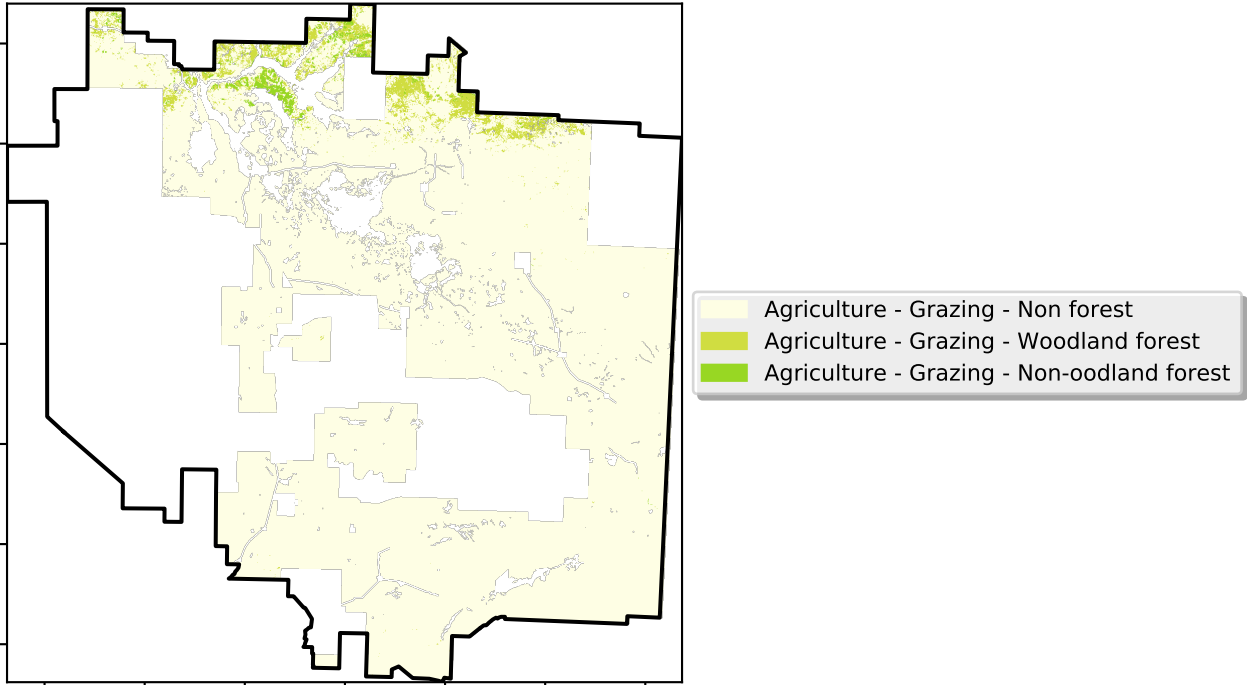 Agriculture - Grazing - Non forest
Agriculture - Grazing - Woodland forest
Agriculture - Grazing - Non-oodland forest